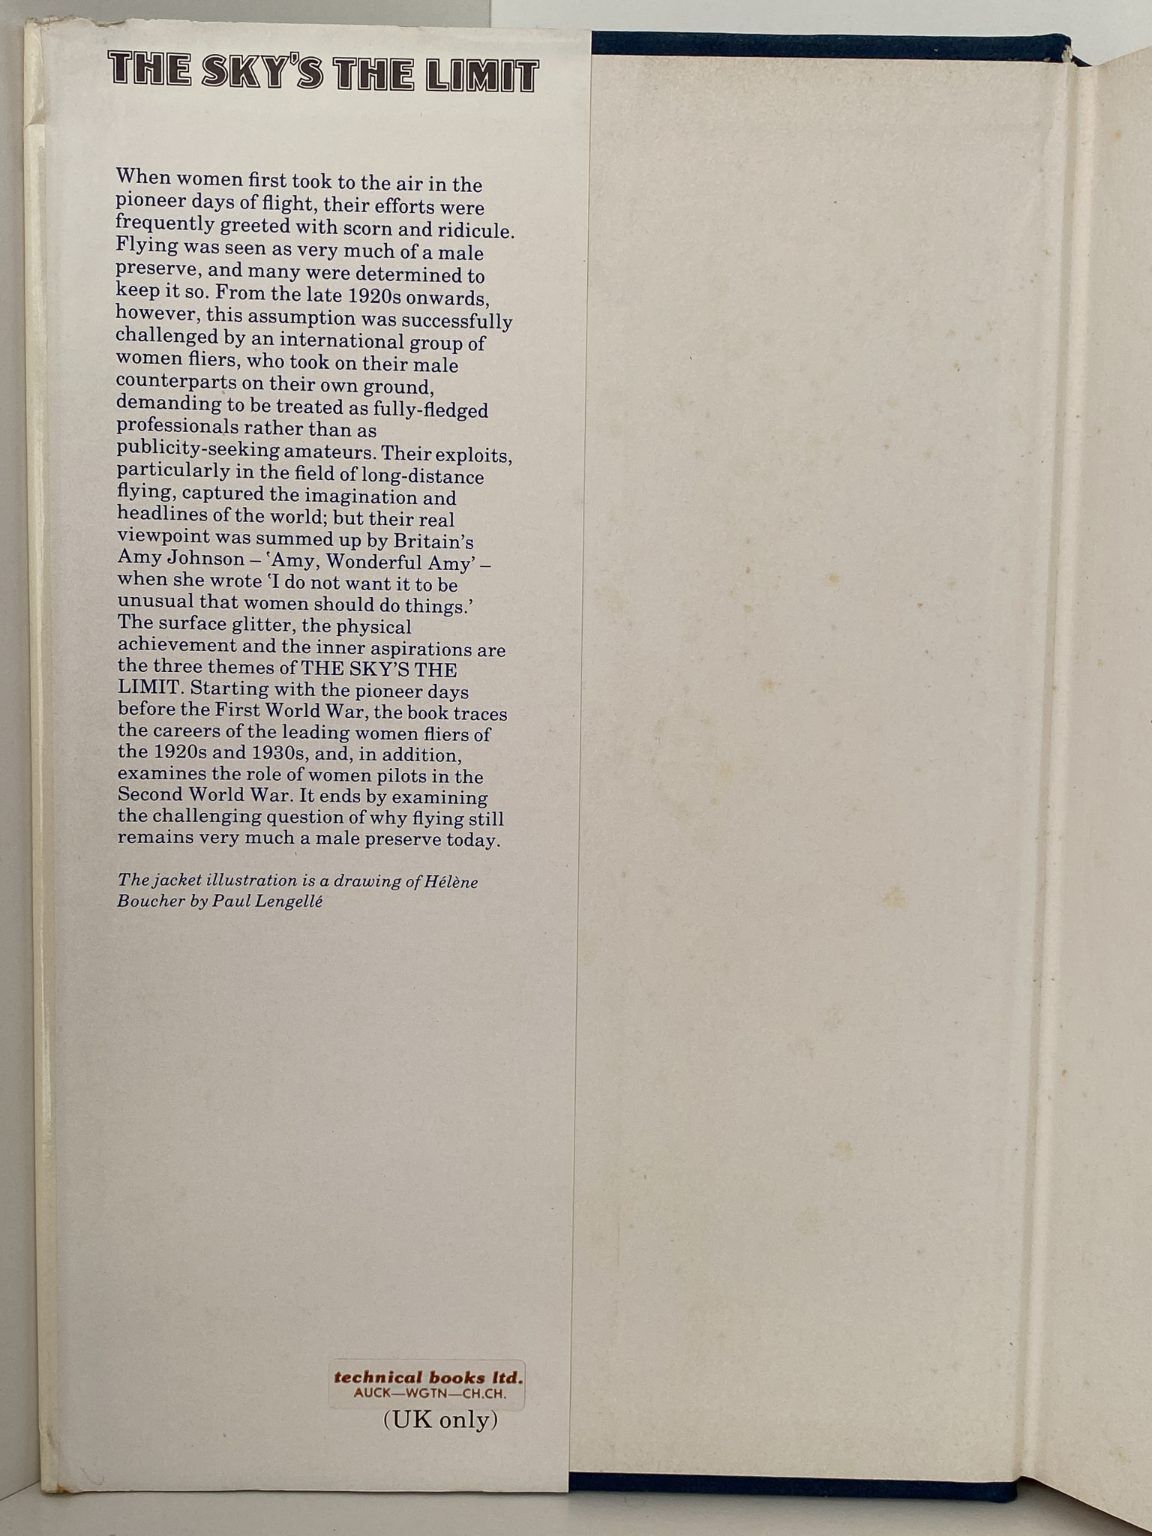 THE SKY'S THE LIMIT
When women first took to the air in the
pioneer days of flight, their efforts were
frequently greeted with scorn and ridicule.
Flying was seen as very much of a male
preserve, and many were determined to
keep it so. From the late 1920s onwards,
however, this assumption was successfully
challenged by an international group of
women fliers, who took on their male
counterparts on their own ground,
demanding to be treated as fully-fledged
professionals rather than as
publicity-seeking amateurs. Their exploits,
particularly in the field of long-distance
flying, captured the imagination and
headlines of the world; but their real
viewpoint was summed up by Britain's
Amy Johnson – 'Amy, Wonderful Amy' –
when she wrote 'I do not want it to be
unusual that women should do things.'
The surface glitter, the physical
achievement and the inner aspirations are
the three themes of THE SKY'S THE
LIMIT. Starting with the pioneer days
before the First World War, the book traces
the careers of the leading women fliers of
the 1920s and 1930s, and, in addition,
examines the role of women pilots in the
Second World War. It ends by examining
the challenging question of why flying still
remains very much a male preserve today.
The jacket illustration is a drawing of Hélène
Boucher by Paul Lengellé
technical books ltd.
AUCK—WGTN—CH.CH.
(UK only)